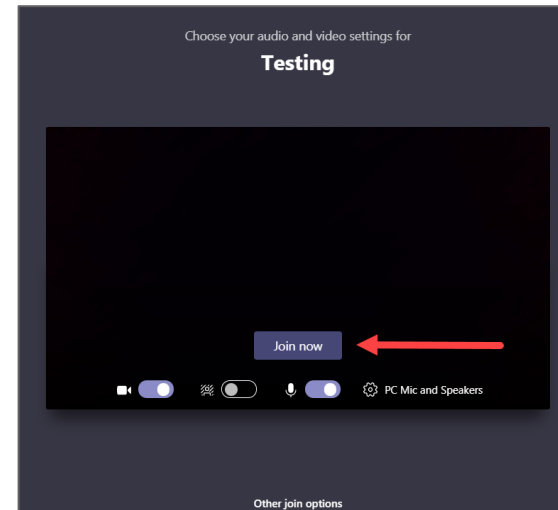 Choose your audio and video settings for
Testing
Join now
PC Mic and Speakers
Other join options